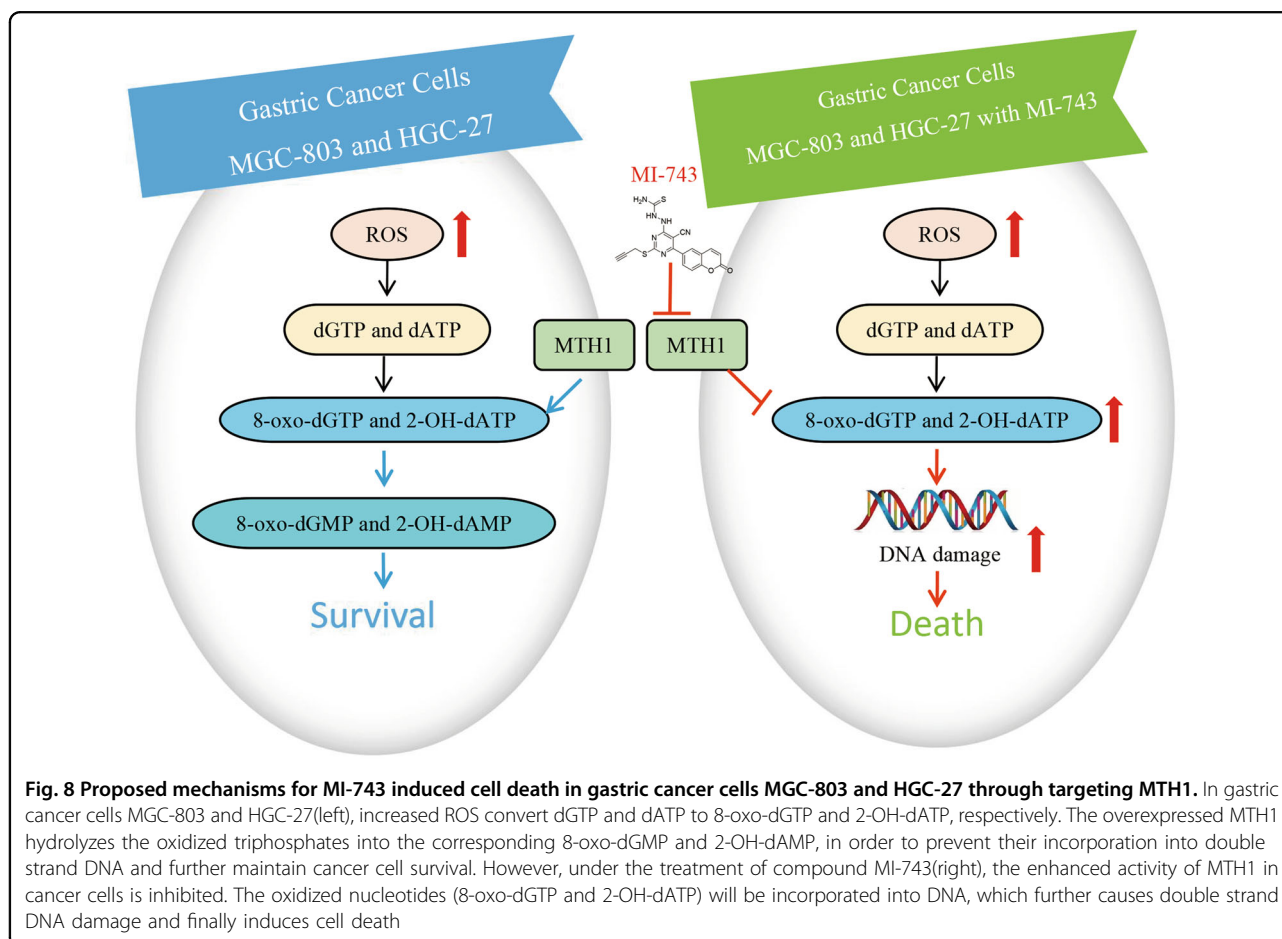 Gastric Cancer Cells
MGC-803 and HGC-27
Gastric Cancer Cells
MGC-803 and HGC-27 with MI-743
MI-743
H₂N
S
HN
NH
N
CN
S
N
O
O
ROS
dGTP and dATP
MTH1
8-oxo-dGTP and 2-OH-dATP
8-oxo-dGMP and 2-OH-dAMP
Survival
ROS
dGTP and dATP
MTH1
8-oxo-dGTP and 2-OH-dATP
DNA damage
Death
Fig. 8 Proposed mechanisms for MI-743 induced cell death in gastric cancer cells MGC-803 and HGC-27 through targeting MTH1. In gastric
cancer cells MGC-803 and HGC-27(left), increased ROS convert dGTP and dATP to 8-oxo-dGTP and 2-OH-dATP, respectively. The overexpressed MTH1
hydrolyzes the oxidized triphosphates into the corresponding 8-oxo-dGMP and 2-OH-dAMP, in order to prevent their incorporation into double
strand DNA and further maintain cancer cell survival. However, under the treatment of compound MI-743(right), the enhanced activity of MTH1 in
cancer cells is inhibited. The oxidized nucleotides (8-oxo-dGTP and 2-OH-dATP) will be incorporated into DNA, which further causes double strand
DNA damage and finally induces cell death